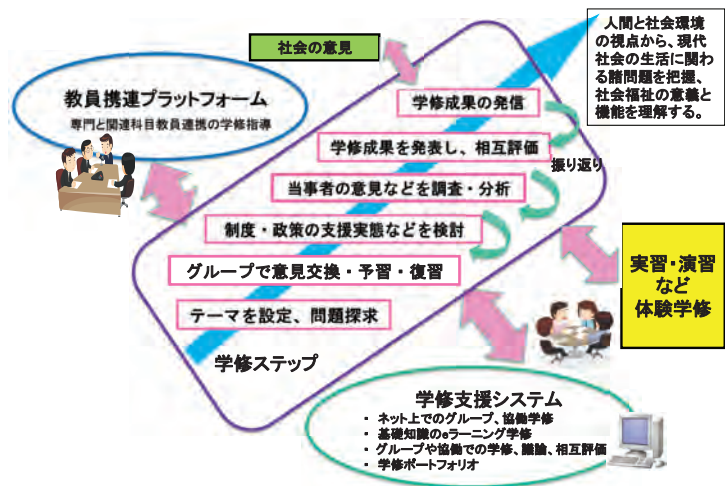 社会の意見
人間と社会環境
の視点から、現代
社会の生活に関わ
る諸問題を把握、
社会福祉の意義と
機能を理解する。
教員携連プラットフォーム
専門と関連科目教員連携の学修指導
学修成果の発信
学修成果を発表し、相互評価
振り返り
当事者の意見などを調査・分析
制度・政策の支援実態などを検討
グループで意見交換・予習・復習
テーマを設定、問題探求
学修ステップ
実習・演習
など
体験学修
学修支援システム
・ ネット上でのグループ、協働学修
・ 基礎知識のeラーニング学修
・ グループや協働での学修、議論、相互評価
・ 学修ポートフォリオ